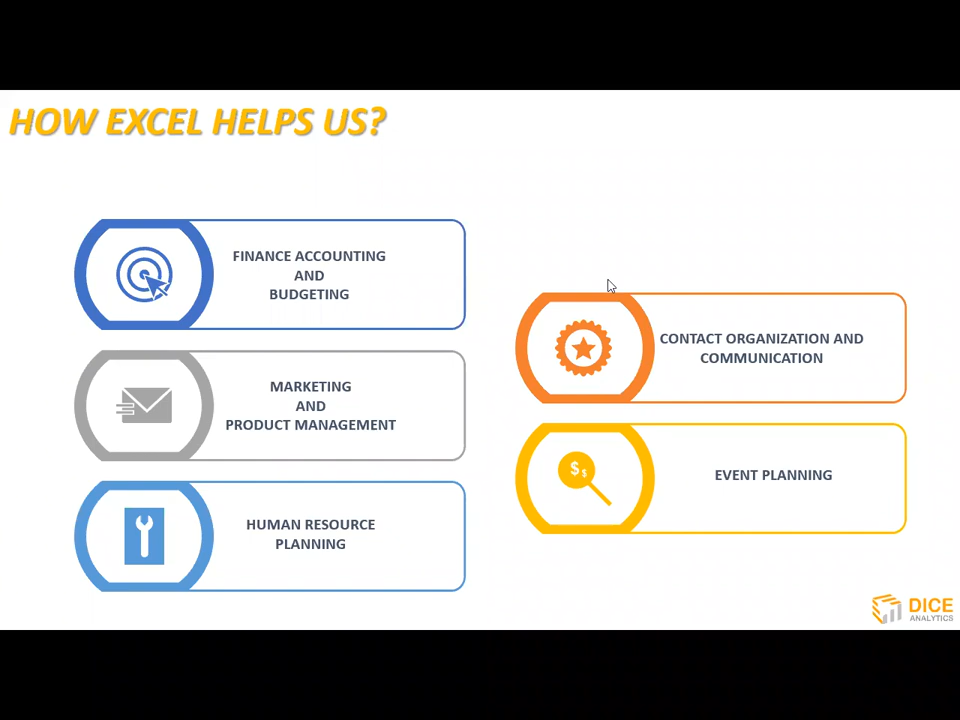 HOW EXCEL HELPS US?
FINANCE ACCOUNTING
AND
BUDGETING
MARKETING
AND
PRODUCT MANAGEMENT
HUMAN RESOURCE
PLANNING
CONTACT ORGANIZATION AND
COMMUNICATION
$ $
EVENT PLANNING
DICE
ANALYTICS